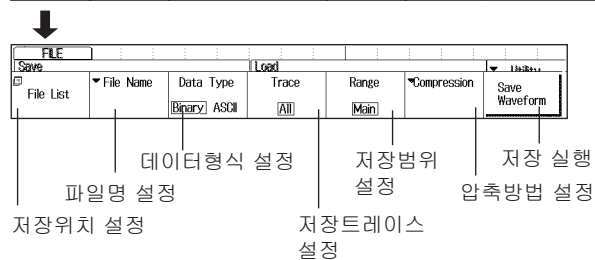 FILE
Save
Load
Utility
File List
File Name
Data Type
Binary ASCII
Trace
All
Range
Main
Compression
Save
Waveform
데이터형식 설정
저장범위
설정
저장 실행
파일명 설정
압축방법 설정
저장위치 설정
저장트레이스
설정